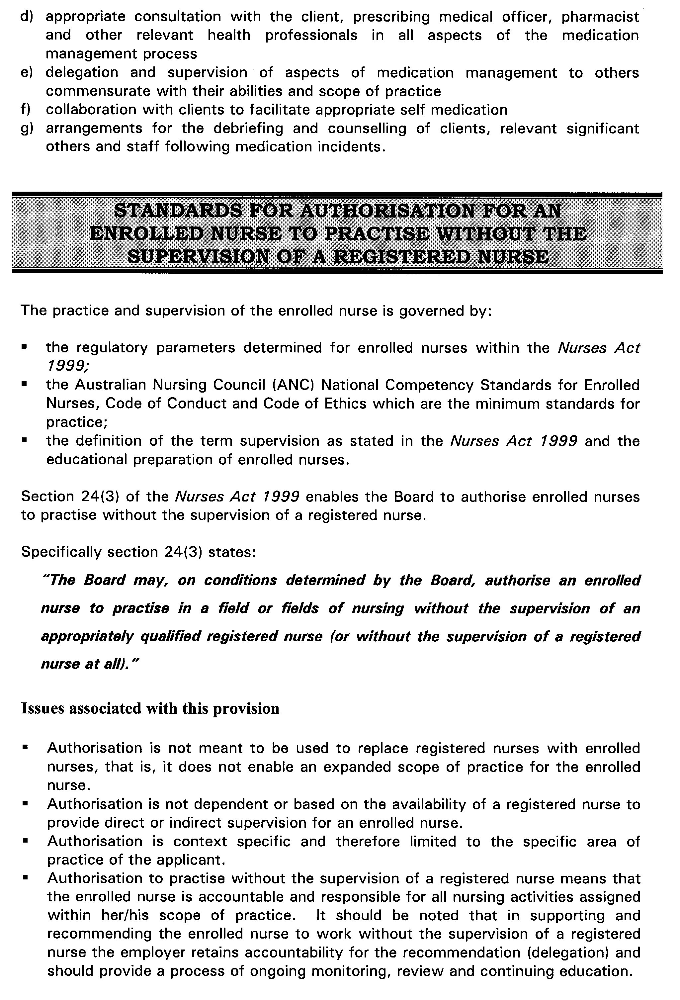 d) appropriate consultation with the client, prescribing medical officer, pharmacist
and other relevant health professionals in all aspects of the medication
management process
e) delegation and supervision of aspects of medication management to others
commensurate with their abilities and scope of practice
f) collaboration with clients to facilitate appropriate self medication
g) arrangements for the debriefing and counselling of clients, relevant significant
others and staff following medication incidents.
STANDARDS FOR AUTHORISATION FOR AN
ENROLLED NURSE TO PRACTISE WITHOUT THE
SUPERVISION OF A REGISTERED NURSE
The practice and supervision of the enrolled nurse is governed by:
▪ the regulatory parameters determined for enrolled nurses within the Nurses Act
1999;
▪ the Australian Nursing Council (ANC) National Competency Standards for Enrolled
Nurses, Code of Conduct and Code of Ethics which are the minimum standards for
practice;
▪ the definition of the term supervision as stated in the Nurses Act 1999 and the
educational preparation of enrolled nurses.
Section 24(3) of the Nurses Act 1999 enables the Board to authorise enrolled nurses
to practise without the supervision of a registered nurse.
Specifically section 24(3) states:
"The Board may, on conditions determined by the Board, authorise an enrolled
nurse to practise in a field or fields of nursing without the supervision of an
appropriately qualified registered nurse (or without the supervision of a registered
nurse at all)."
Issues associated with this provision
▪ Authorisation is not meant to be used to replace registered nurses with enrolled
nurses, that is, it does not enable an expanded scope of practice for the enrolled
nurse.
▪ Authorisation is not dependent or based on the availability of a registered nurse to
provide direct or indirect supervision for an enrolled nurse.
▪ Authorisation is context specific and therefore limited to the specific area of
practice of the applicant.
▪ Authorisation to practise without the supervision of a registered nurse means that
the enrolled nurse is accountable and responsible for all nursing activities assigned
within her/his scope of practice. It should be noted that in supporting and
recommending the enrolled nurse to work without the supervision of a registered
nurse the employer retains accountability for the recommendation (delegation) and
should provide a process of ongoing monitoring, review and continuing education.